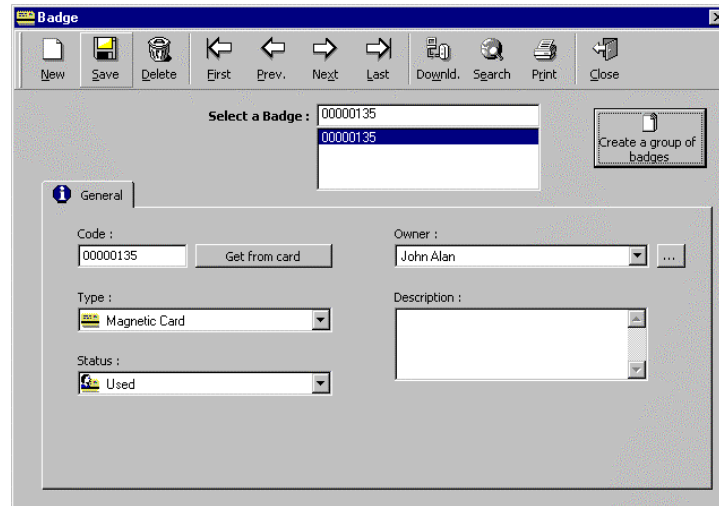 Badge
New Save Delete First Prev. Next Last Downld. Search Print Close
Select a Badge : 00000135
00000135
Create a group of
badges
General
Code :
00000135 Get from card
Owner :
John Alan ...
Type :
Magnetic Card
Description :
Status :
Used